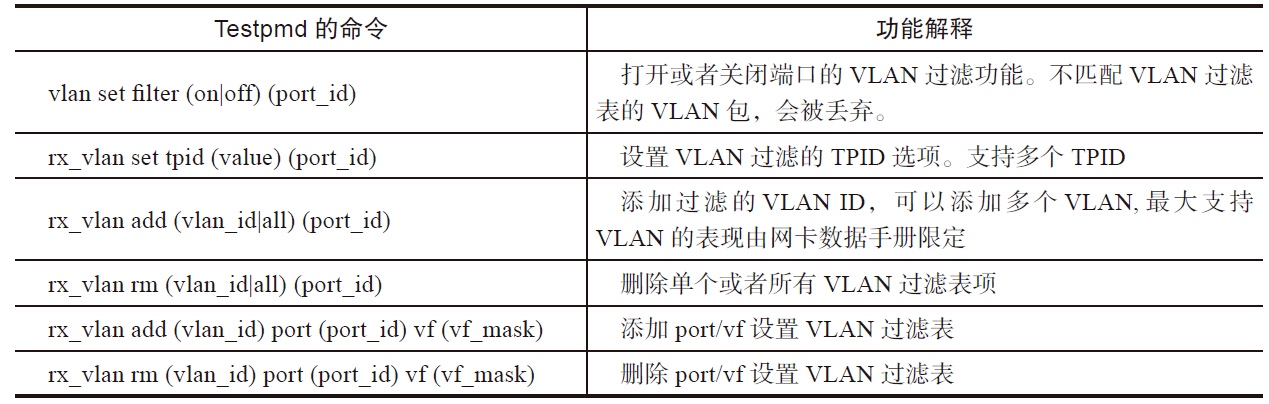 Testpmd 的命令 功能解释
vlan set filter (on|off) (port_id)
打开或者关闭端口的 VLAN 过滤功能。不匹配 VLAN 过滤
表的 VLAN 包，会被丢弃。
rx_vlan set tpid (value) (port_id) 设置 VLAN 过滤的 TPID 选项。支持多个 TPID
rx_vlan add (vlan_id|all) (port_id)
添加过滤的 VLAN ID，可以添加多个 VLAN, 最大支持
VLAN 的表现由网卡数据手册限定
rx_vlan rm (vlan_id|all) (port_id) 删除单个或者所有 VLAN 过滤表项
rx_vlan add (vlan_id) port (port_id) vf (vf_mask) 添加 port/vf 设置 VLAN 过滤表
rx_vlan rm (vlan_id) port (port_id) vf (vf_mask) 删除 port/vf 设置 VLAN 过滤表